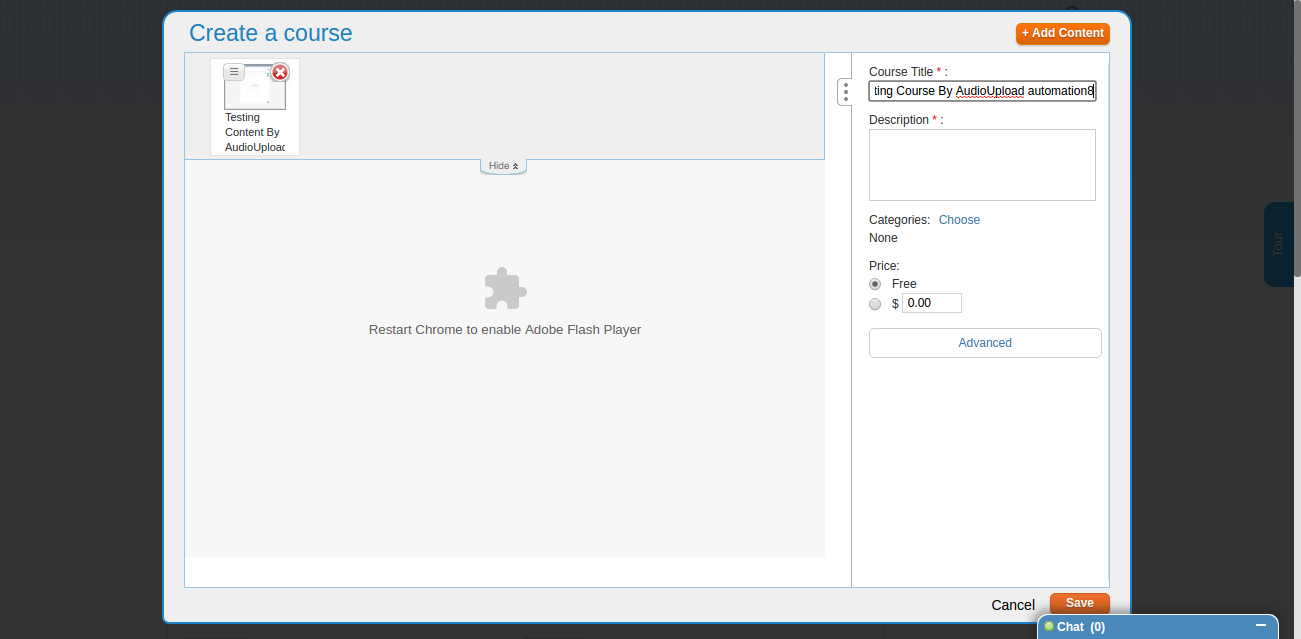 Create a course
+ Add Content
Testing
Content By
AudioUpload
Hide
Restart Chrome to enable Adobe Flash Player
Course Title * :
ting Course By AudioUpload automation8
Description * :
Categories: Choose
None
Price:
Free
$ 0.00
Advanced
Tour
Cancel
Save
Chat (0)